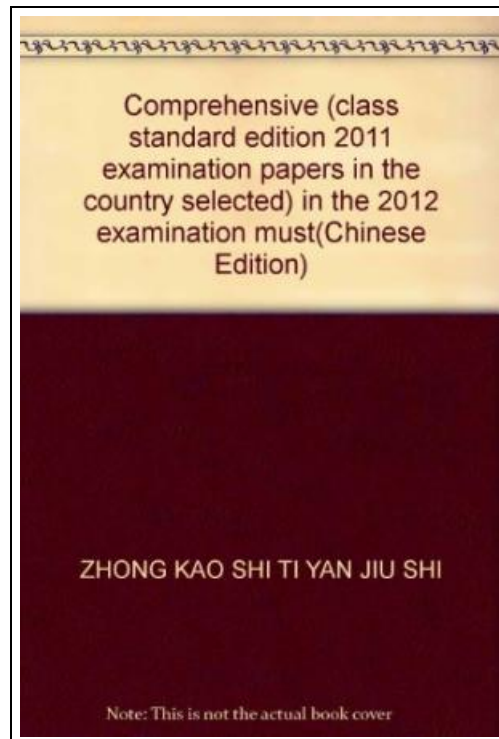 Comprehensive (class
standard edition 2011
examination papers in the
country selected) in the 2012
examination must(Chinese
Edition)
ZHONG KAO SHI TI YAN JIU SHI
Note: This is not the actual book cover